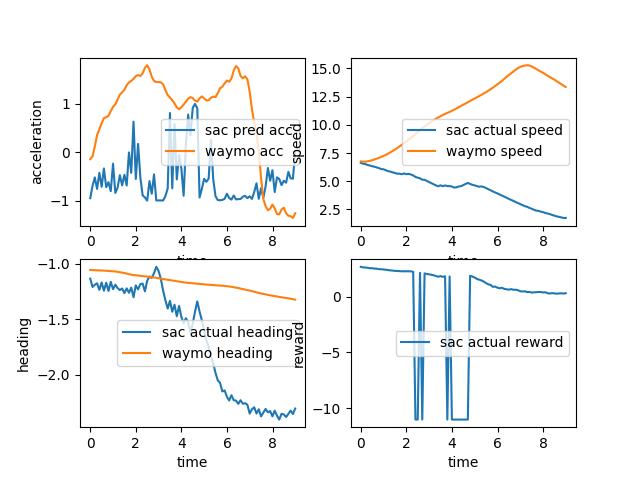 acceleration
1
0
−1
0
2
4
6
8
time
sac pred acc
waymo acc
speed
15.0
12.5
10.0
7.5
5.0
2.5
0
2
4
6
8
time
sac actual speed
waymo speed
heading
−1.0
−1.5
−2.0
0
2
4
6
8
time
sac actual heading
waymo heading
reward
0
−5
−10
0
2
4
6
8
time
sac actual reward